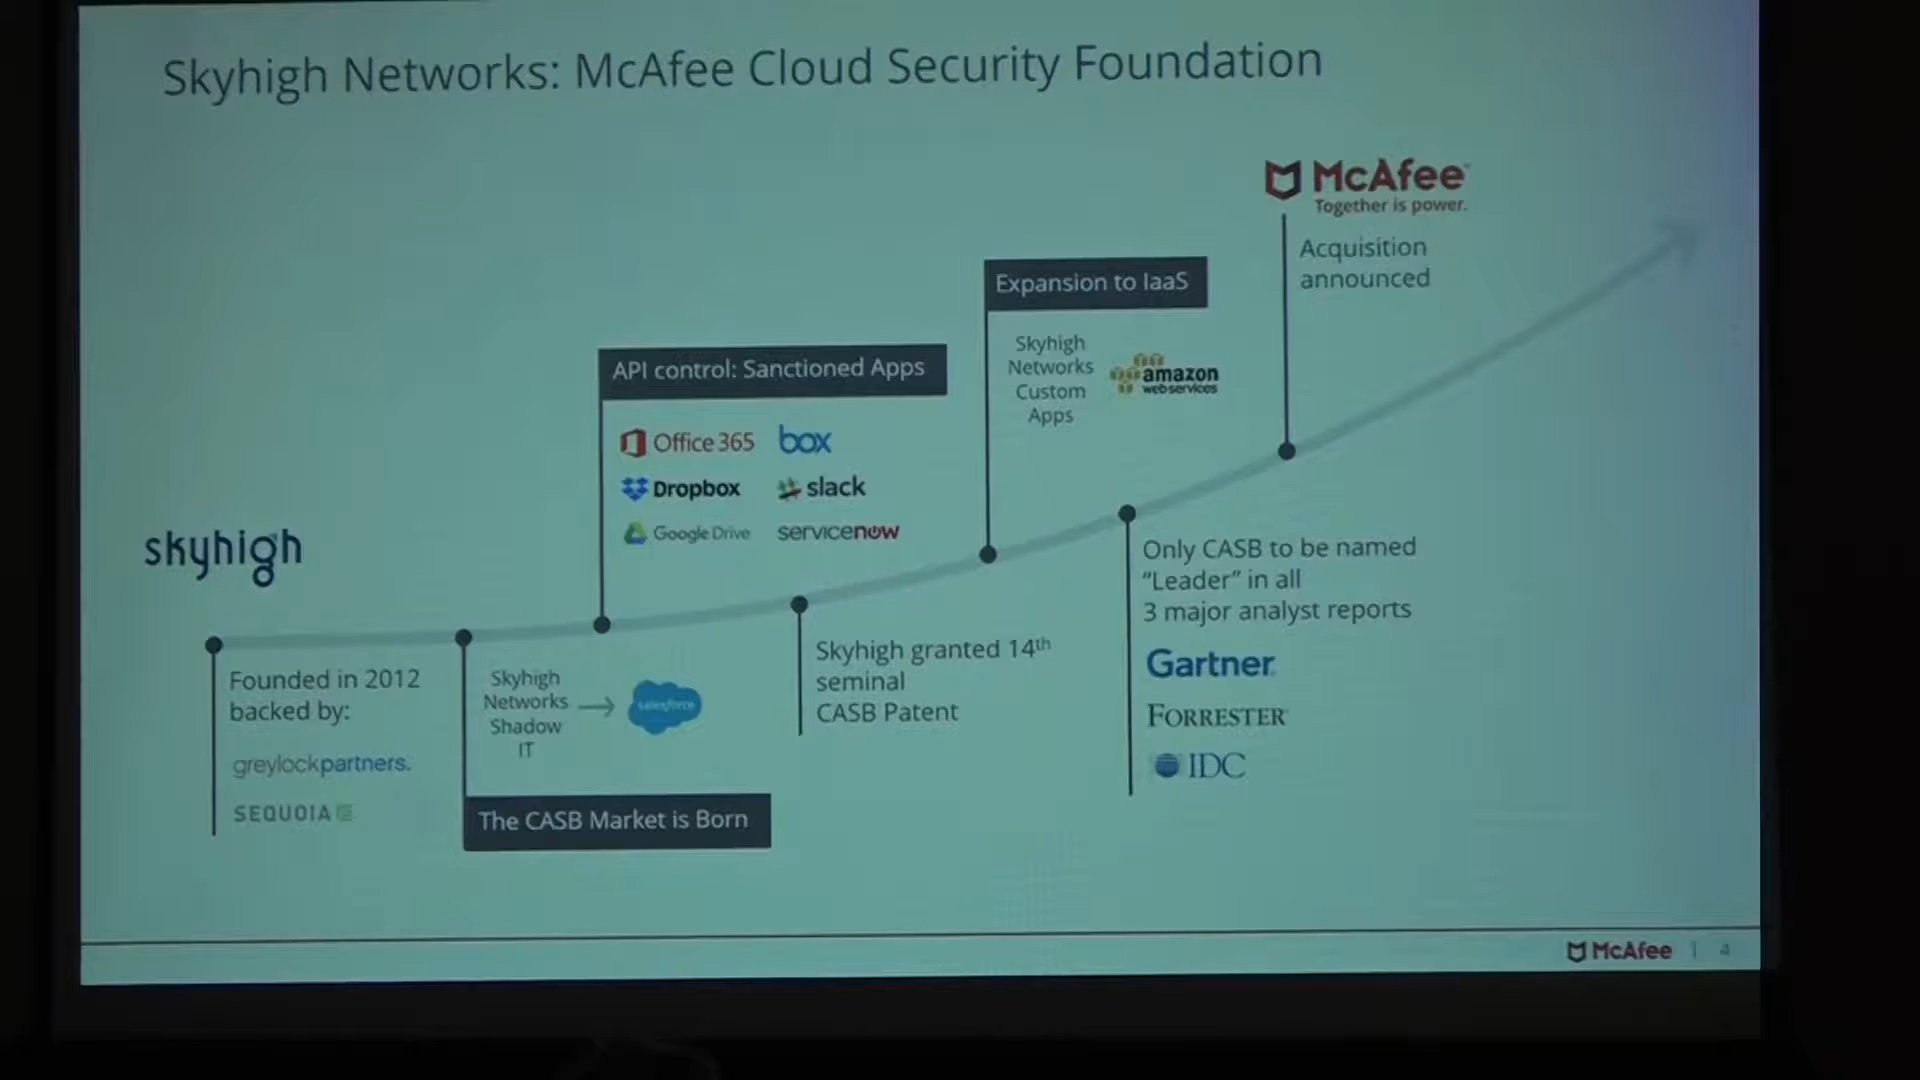 Skyhigh Networks: McAfee Cloud Security Foundation
McAfee
Together is power.
Acquisition
announced
Expansion to IaaS
Skyhigh
Networks
Custom
Apps
amazon
webservices
API control: Sanctioned Apps
Office 365
box
Dropbox
slack
Google Drive
servicenow
skyhigh
Founded in 2012
backed by:
greylockpartners.
SEQUOIA
Skyhigh
Networks
Shadow
IT
salesforce
The CASB Market is Born
Skyhigh granted 14th
seminal
CASB Patent
Only CASB to be named
“Leader” in all
3 major analyst reports
Gartner
FORRESTER
IDC
McAfee | 4